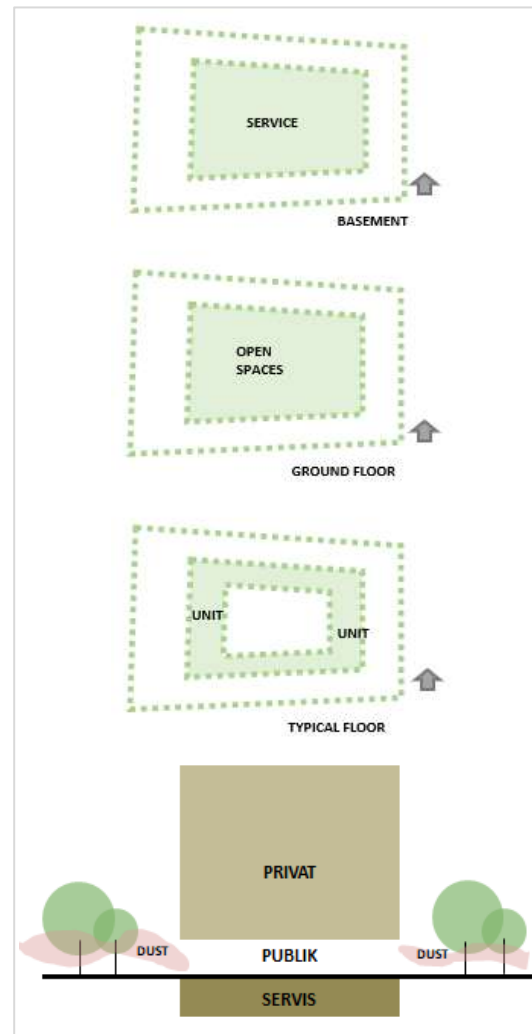 SERVICE
BASEMENT
OPEN
SPACES
GROUND FLOOR
UNIT
UNIT
TYPICAL FLOOR
PRIVAT
DUST
PUBLIK
DUST
SERVIS